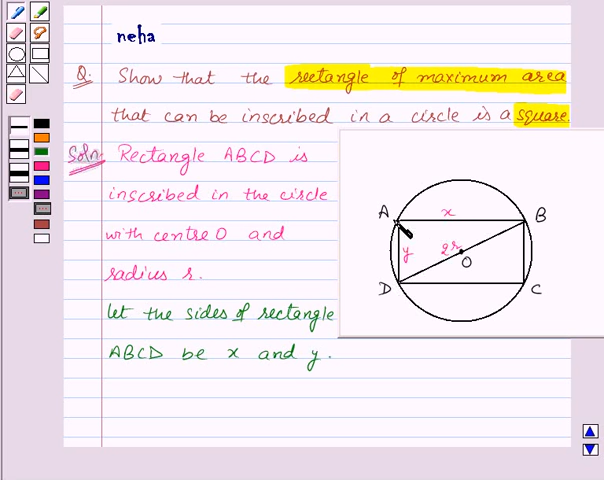 neha
Q. Show that the rectangle of maximum area
that can be inscribed in a circle is a square.
Soln. Rectangle ABCD is
inscribed in the circle
with centre O and
radius r.
let the sides of rectangle
ABCD be x and y.
A x B
y 2r
O
D C